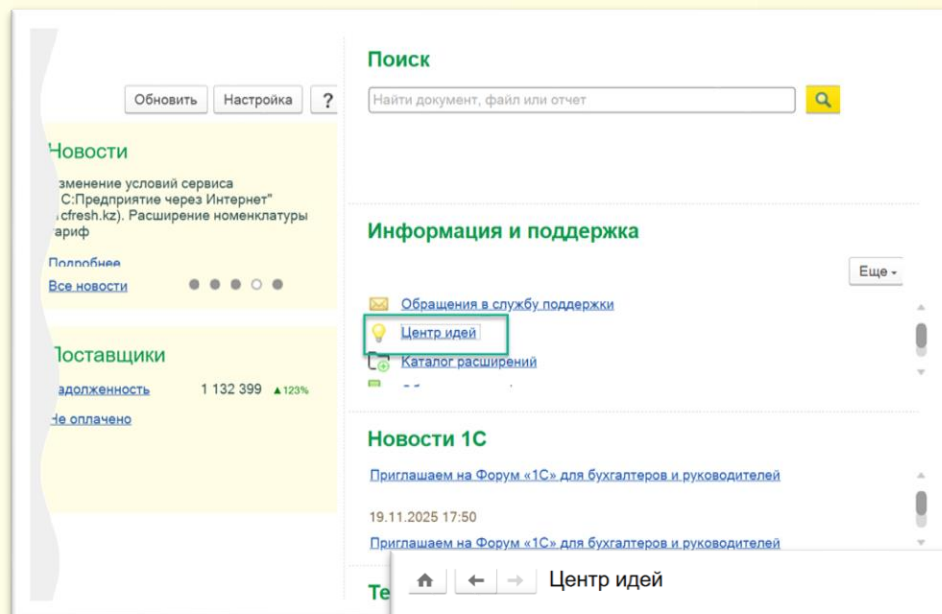 Обновить
Настройка
?
Новости
зменение условий сервиса
С:Предприятие через Интернет"
cfresh.kz). Расширение номенклатуры
ариф
Подробнее
Все новости
Поставщики
адолженность 1 132 399 ▲123%
Не оплачено
Поиск
Найти документ, файл или отчет
Информация и поддержка
Еще
Обращения в службу поддержки
Центр идей
Каталог расширений
Новости 1С
Приглашаем на Форум «1С» для бухгалтеров и руководителей
19.11.2025 17:50
Приглашаем на Форум «1С» для бухгалтеров и руководителей
Те
Центр идей